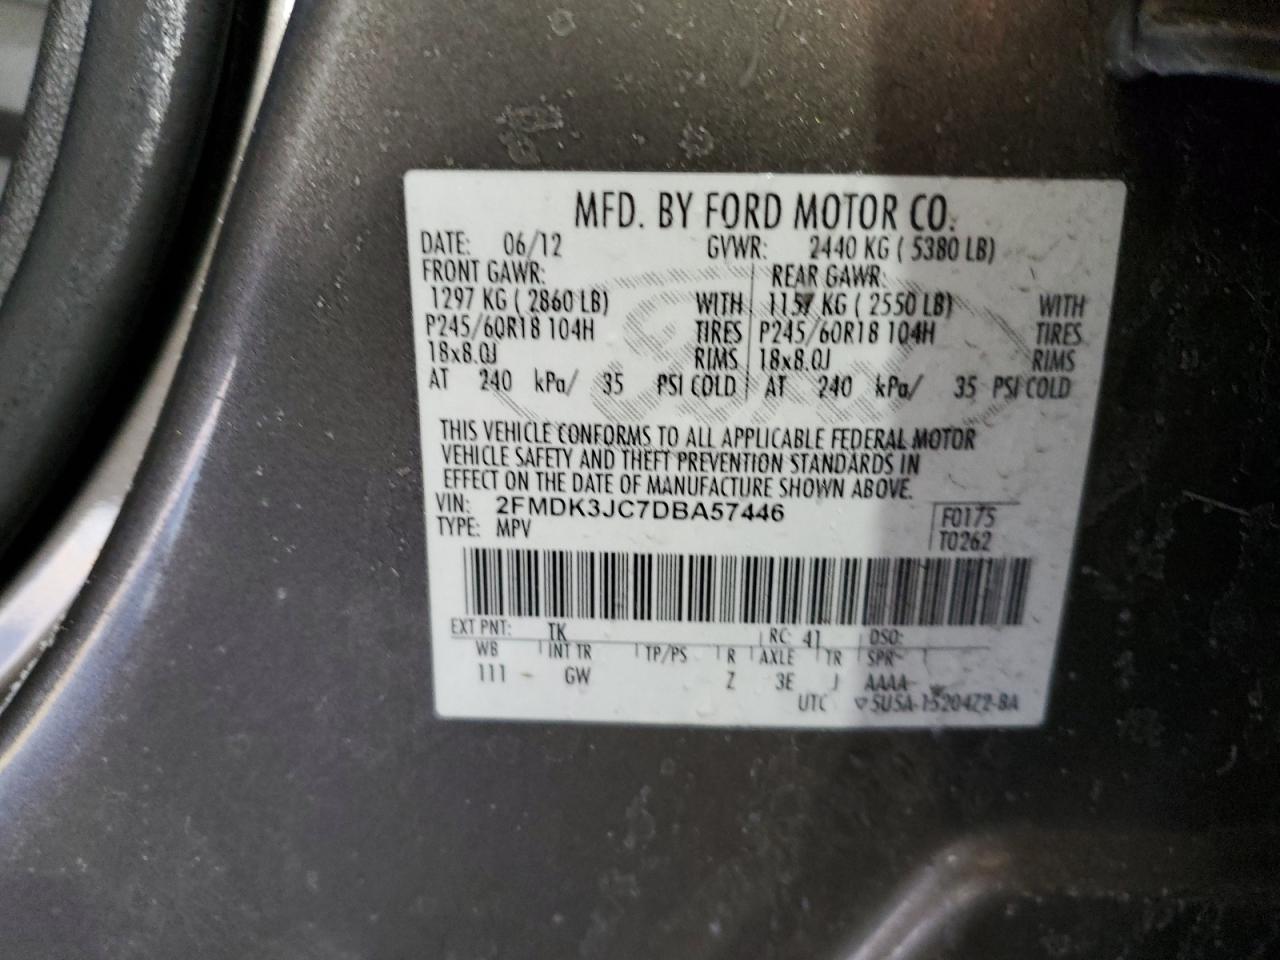 MFD. BY FORD MOTOR CO.
DATE: 06/12 GVWR: 2440 KG ( 5380 LB)
FRONT GAWR: REAR GAWR:
1297 KG ( 2860 LB) WITH 1157 KG ( 2550 LB) WITH
P245/60R18 104H TIRES P245/60R18 104H TIRES
18x8.0J RIMS 18x8.0J RIMS
AT 240 kPa/ 35 PSI COLD AT 240 kPa/ 35 PSI COLD
THIS VEHICLE CONFORMS TO ALL APPLICABLE FEDERAL MOTOR
VEHICLE SAFETY AND THEFT PREVENTION STANDARDS IN
EFFECT ON THE DATE OF MANUFACTURE SHOWN ABOVE.
VIN: 2FMDK3JC7DBA57446 F0175
TYPE: MPV T0262
EXT PNT: TK RC: 41 DSO:
WB INT TR TP/PS R AXLE TR SPR
111 GW Z 3E J AAAA
UTC ▽5USA-1520472-BA